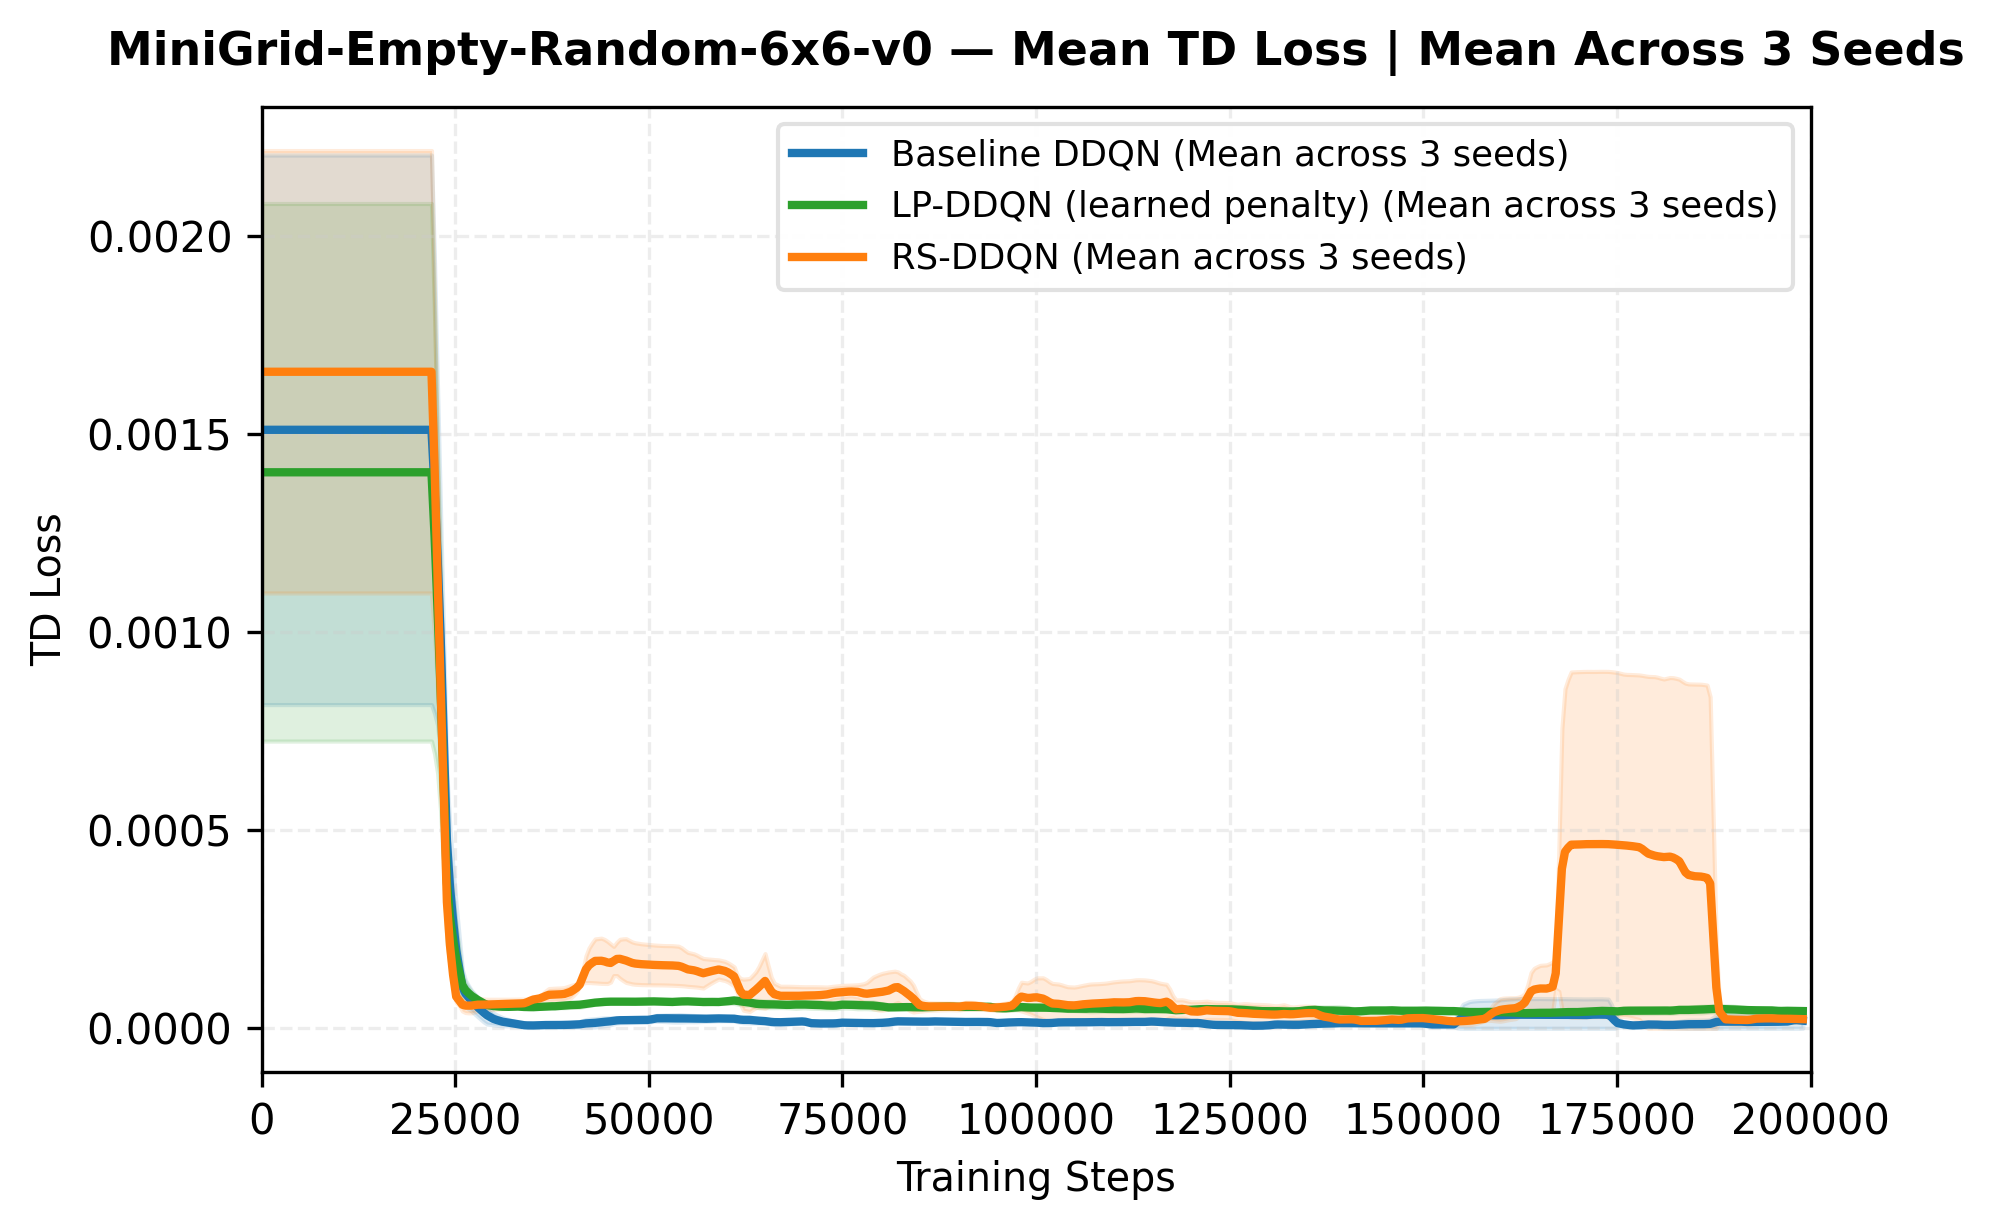 MiniGrid-Empty-Random-6x6-v0 — Mean TD Loss | Mean Across 3 Seeds
Baseline DDQN (Mean across 3 seeds)
LP-DDQN (learned penalty) (Mean across 3 seeds)
RS-DDQN (Mean across 3 seeds)
TD Loss
0.0020
0.0015
0.0010
0.0005
0.0000
0 25000 50000 75000 100000 125000 150000 175000 200000
Training Steps